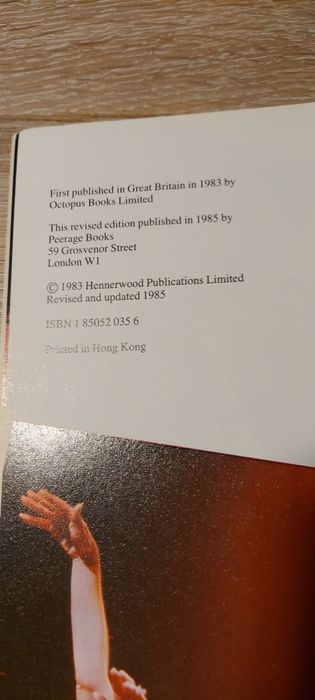 First published in Great Britain in 1983 by
Octopus Books Limited
This revised edition published in 1985 by
Peerage Books
59 Grosvenor Street
London W1
© 1983 Hennerwood Publications Limited
Revised and updated 1985
ISBN 1 85052 035 6
Printed in Hong Kong